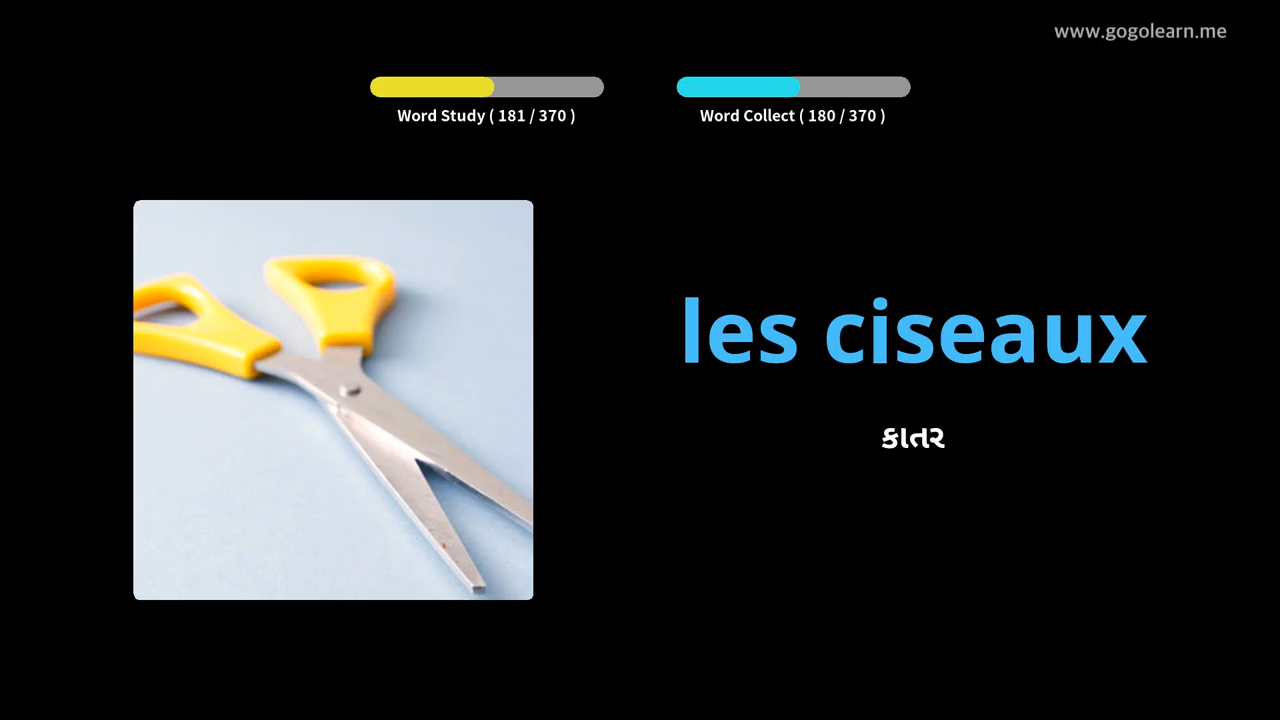 www.gogolearn.me
Word Study ( 181 / 370 )
Word Collect ( 180 / 370 )
les ciseaux
કાતર